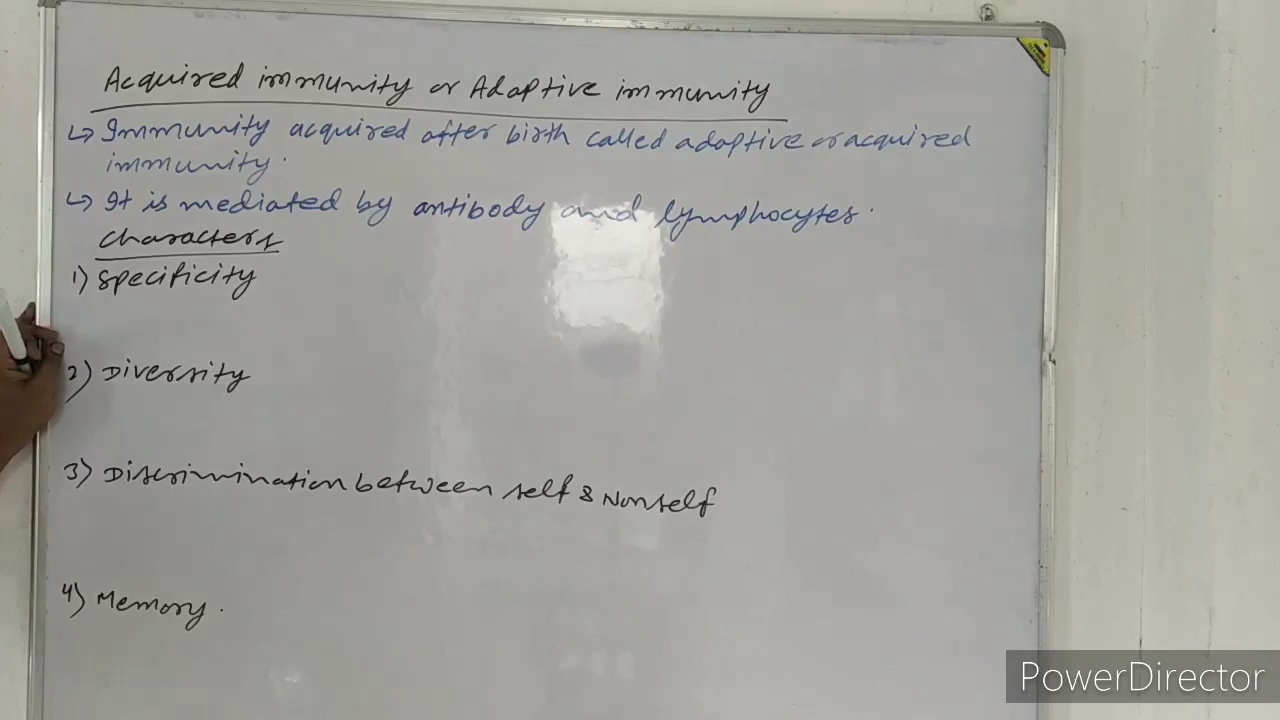 Acquired immunity or Adaptive immunity
↳ Immunity acquired after birth called adaptive or acquired
immunity.
↳ It is mediated by antibody and lymphocytes.
Characters
1) Specificity
2) Diversity
3) Discrimination between self & Nonself
4) Memory.
PowerDirector